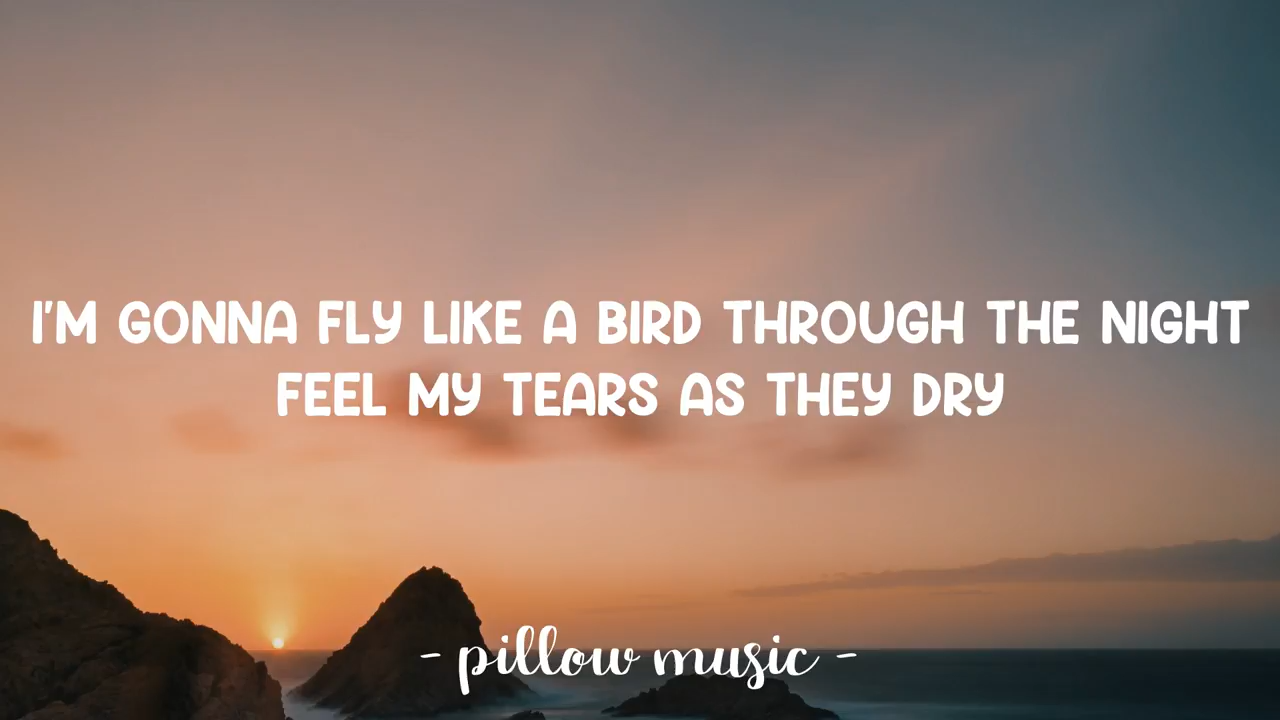 I'M GONNA FLY LIKE A BIRD THROUGH THE NIGHT
FEEL MY TEARS AS THEY DRY
- pillow music -